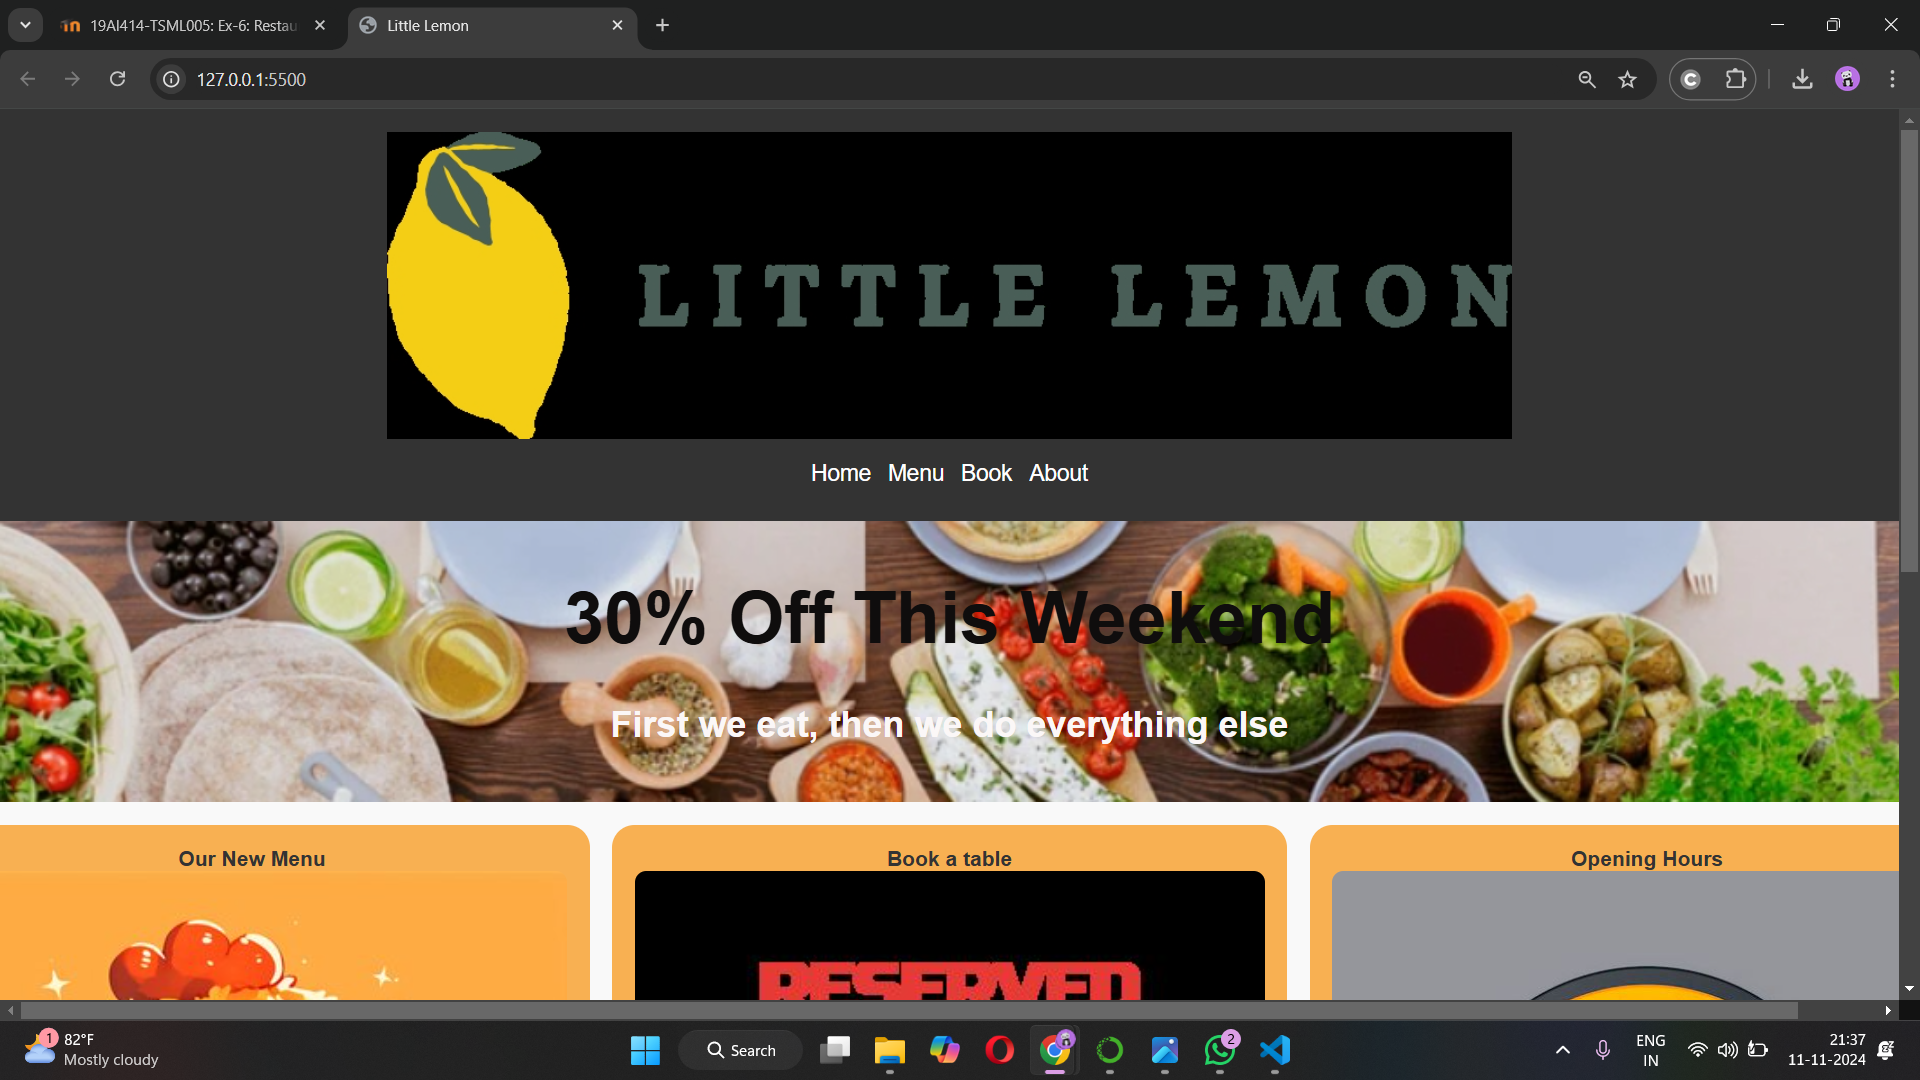 19AI414-TSML005: Ex-6: Restau
Little Lemon
127.0.0.1:5500
LITTLE LEMON
Home Menu Book About
30% Off This Weekend
First we eat, then we do everything else
Our New Menu
Book a table
Opening Hours
RESERVED
1
82°F
Mostly cloudy
Search
2
ENG
IN
21:37
11-11-2024